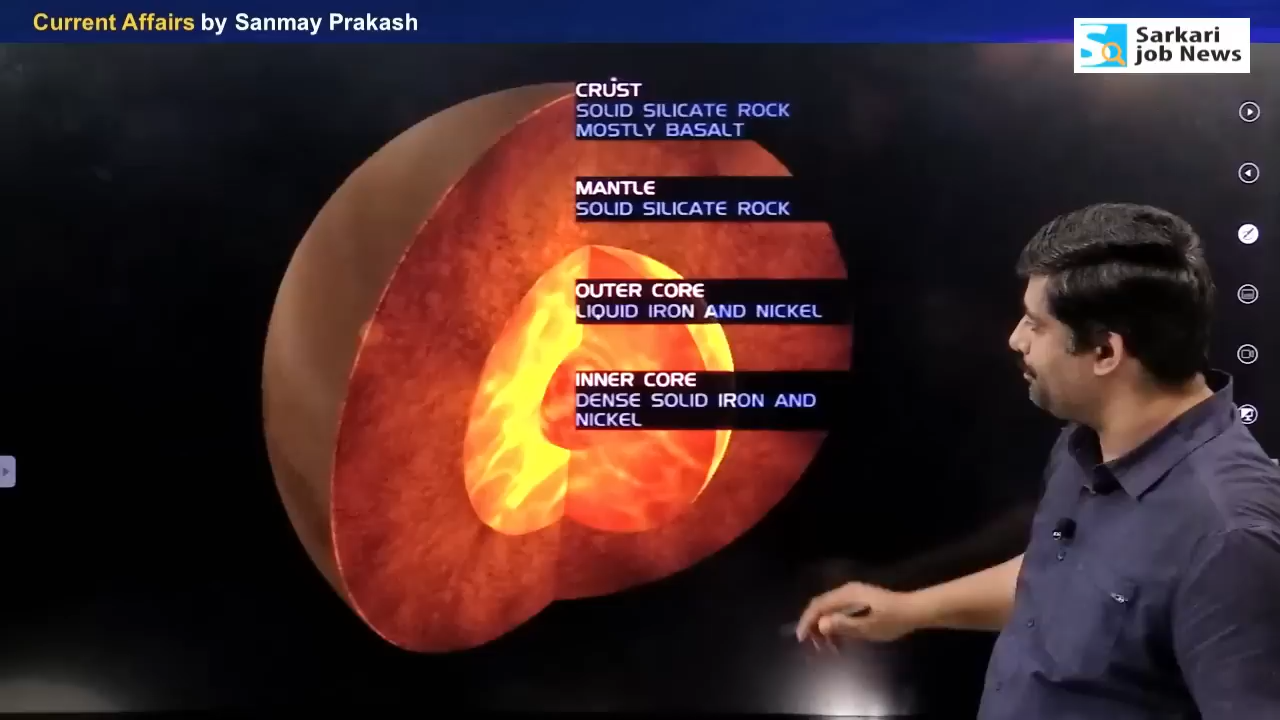 Current Affairs by Sanmay Prakash
Sarkari
job News
CRUST
SOLID SILICATE ROCK
MOSTLY BASALT
MANTLE
SOLID SILICATE ROCK
OUTER CORE
LIQUID IRON AND NICKEL
INNER CORE
DENSE SOLID IRON AND
NICKEL